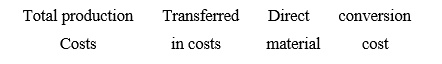 Total production Transferred Direct conversion
Costs in costs material cost